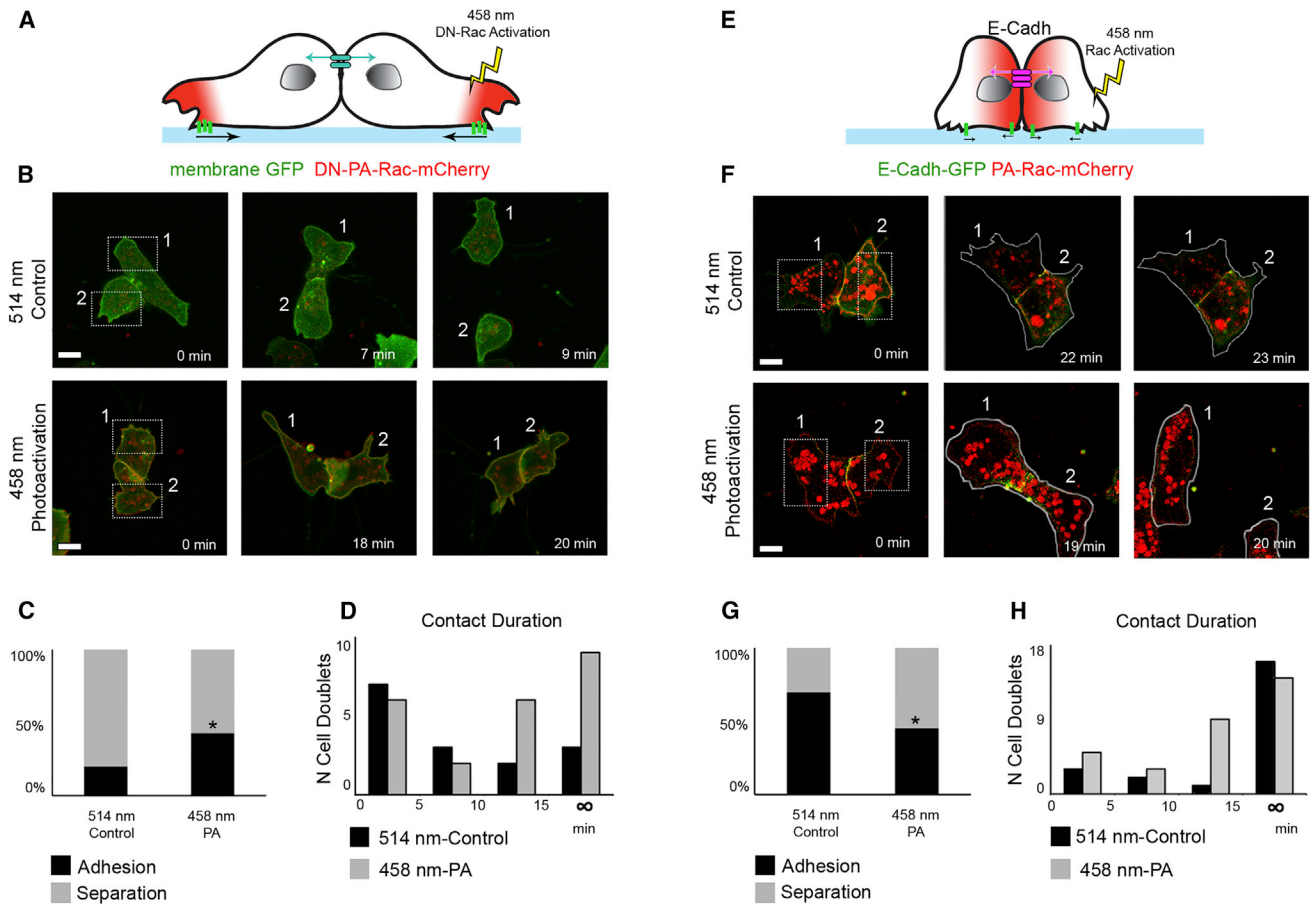 A
458 nm
DN-Rac Activation
B
membrane GFP DN-PA-Rac-mCherry
514 nm
Control
1
2
0 min
1
2
7 min
1
2
9 min
458 nm
Photoactivation
1
2
0 min
1
2
18 min
1
2
20 min
C
100%
50%
0%
*
514 nm
Control
458 nm
PA
Adhesion
Separation
D
Contact Duration
N Cell Doublets
10
5
0
0
5
10
15
∞
min
514 nm-Control
458 nm-PA
E
E-Cadh
458 nm
Rac Activation
F
E-Cadh-GFP PA-Rac-mCherry
514 nm
Control
1
2
0 min
1
2
22 min
1
2
23 min
458 nm
Photoactivation
1
2
0 min
1
2
19 min
1
2
20 min
G
100%
50%
0%
*
514 nm
Control
458 nm
PA
Adhesion
Separation
H
Contact Duration
N Cell Doublets
18
9
0
0
5
10
15
∞
min
514 nm-Control
458 nm-PA